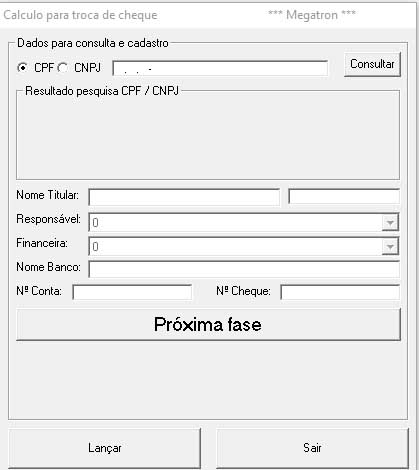 Calculo para troca de cheque *** Megatron ***
Dados para consulta e cadastro
CPF CNPJ . . - Consultar
Resultado pesquisa CPF / CNPJ
Nome Titular:
Responsável: 0
Financeira: 0
Nome Banco:
Nº Conta: Nº Cheque:
Próxima fase
Lançar Sair